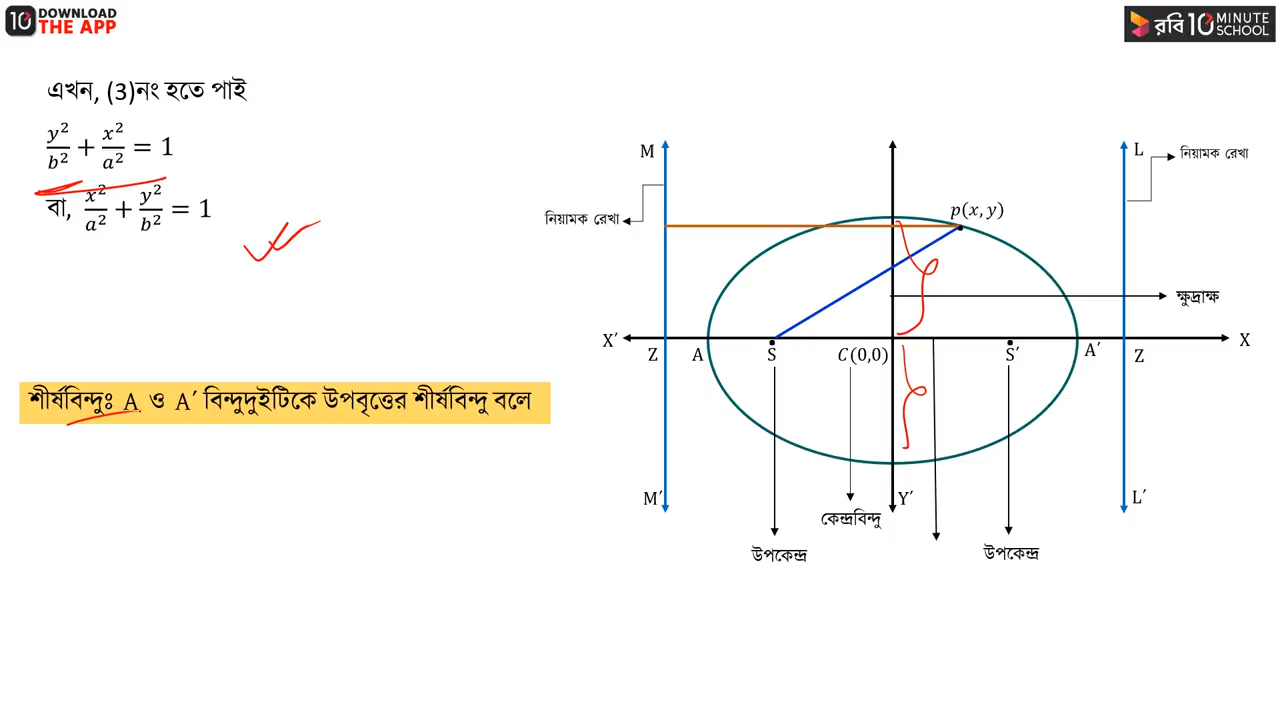 DOWNLOAD
THE APP
রবি 10 MINUTE SCHOOL
এখন, (3)নং হতে পাই
y²/b² + x²/a² = 1
বা, x²/a² + y²/b² = 1
শীর্ষবিন্দুঃ A ও A′ বিন্দুদুইটিকে উপবৃত্তের শীর্ষবিন্দু বলে
M
L
নিয়ামক রেখা
নিয়ামক রেখা
p(x, y)
ক্ষুদ্রাক্ষ
X′
Z
A
S
C(0,0)
S′
A′
Z
X
M′
Y′
L′
কেন্দ্রবিন্দু
উপকেন্দ্র
উপকেন্দ্র